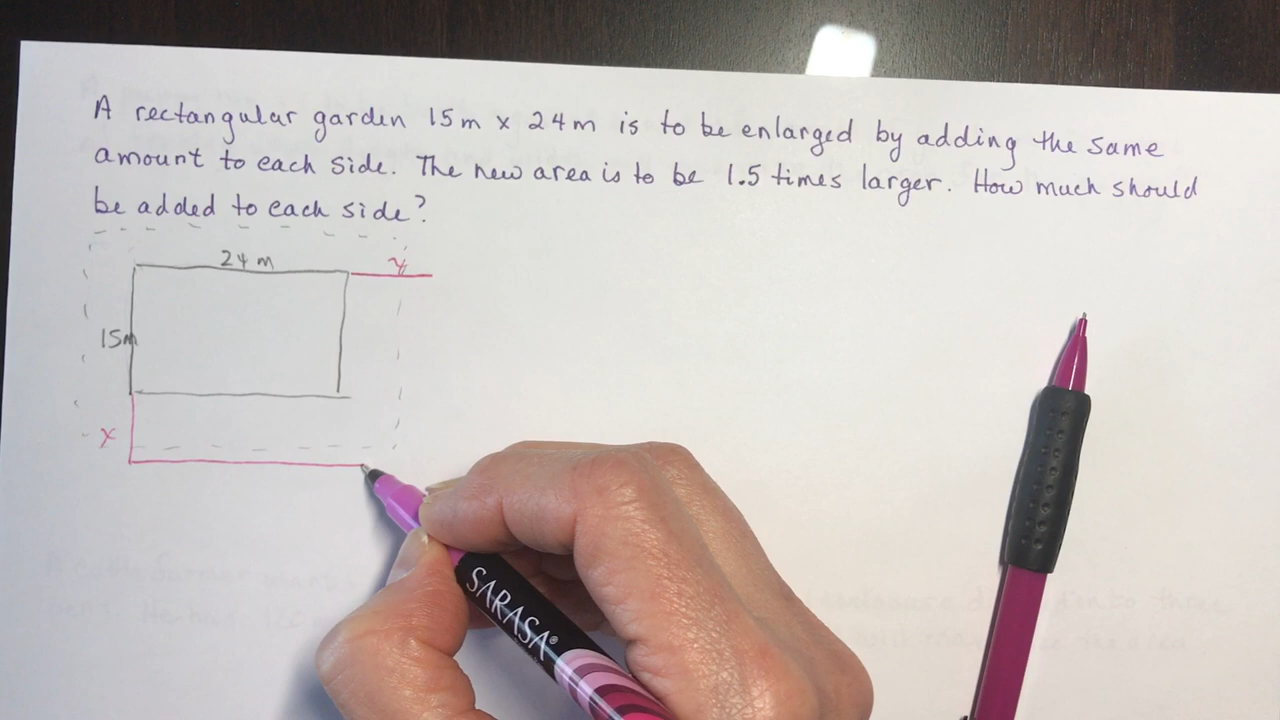 A rectangular garden 15m x 24m is to be enlarged by adding the same
amount to each side. The new area is to be 1.5 times larger. How much should
be added to each side?
24 m
15m
x
SARASA®